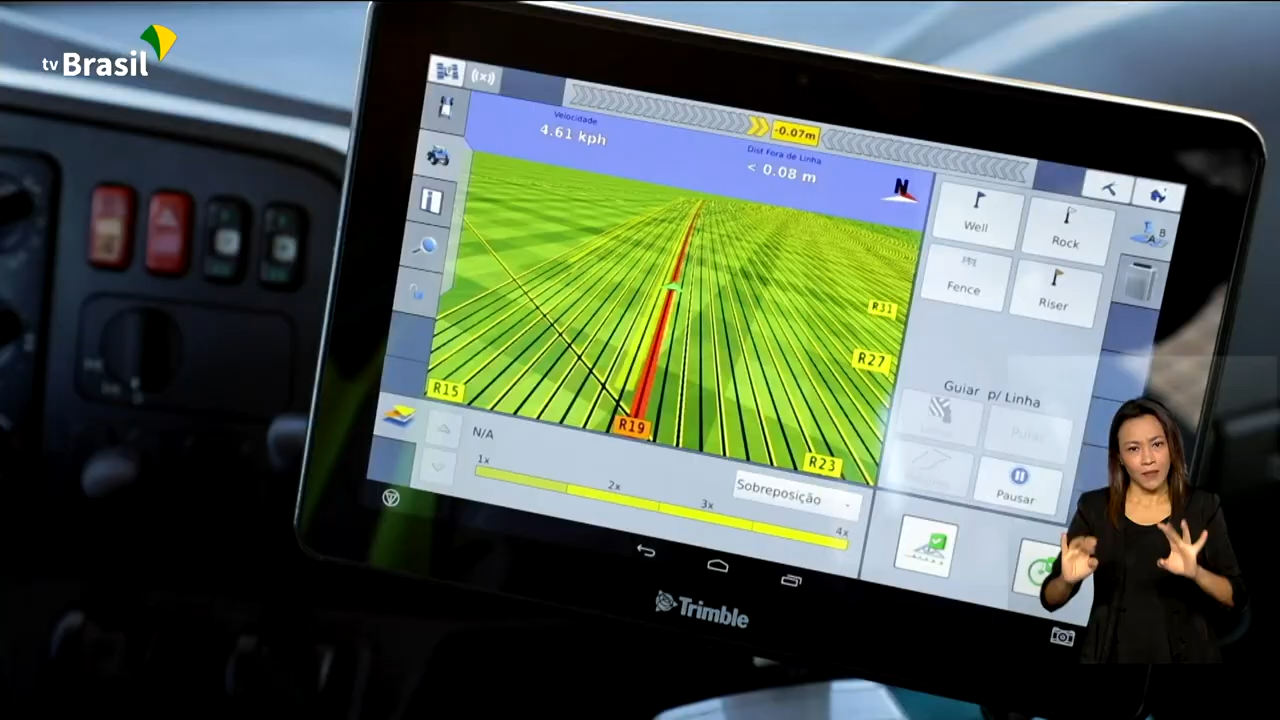 tv Brasil
-0.07m
Velocidade
4.61 kph
Dist Fora de Linha
< 0.08 m
N
Well
Rock
Fence
Riser
A B
R31
R27
R15
R19
R23
Guiar p/ Linha
Pular
Pausar
N/A
1x
2x
3x
4x
Sobreposição
Trimble